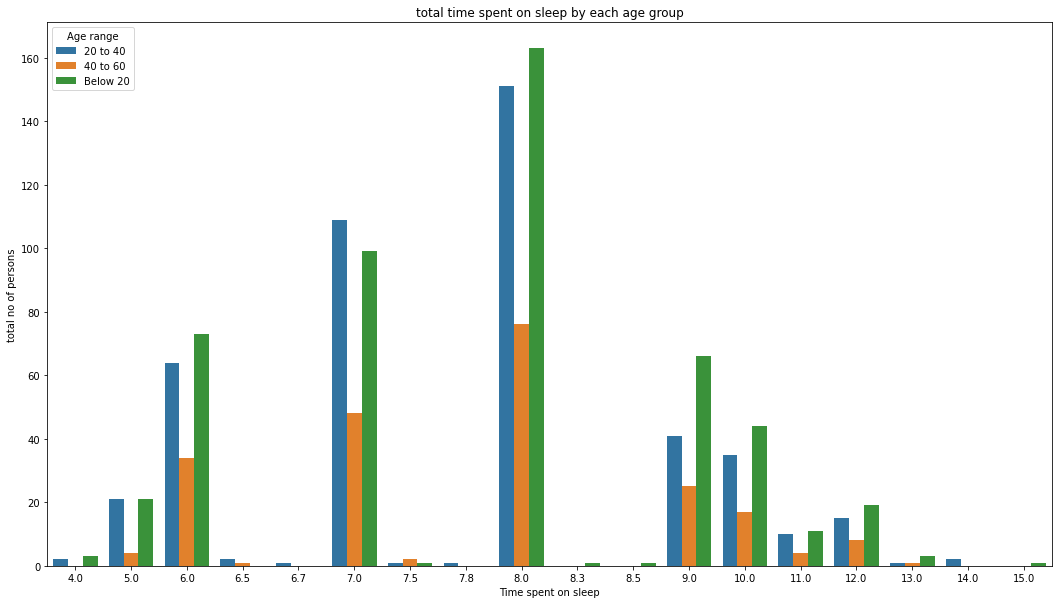 total time spent on sleep by each age group
Age range
20 to 40
40 to 60
Below 20
total no of persons
160
140
120
100
80
60
40
20
0
4.0 5.0 6.0 6.5 6.7 7.0 7.5 7.8 8.0 8.3 8.5 9.0 10.0 11.0 12.0 13.0 14.0 15.0
Time spent on sleep